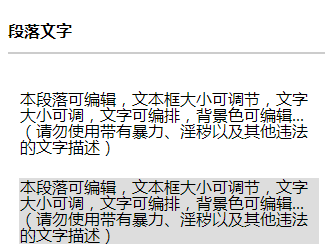 段落文字
本段落可编辑，文本框大小可调节，文字
大小可调，文字可编排，背景色可编辑...
（请勿使用带有暴力、淫秽以及其他违法
的文字描述）
本段落可编辑，文本框大小可调节，文字
大小可调，文字可编排，背景色可编辑...
（请勿使用带有暴力、淫秽以及其他违法
的文字描述）